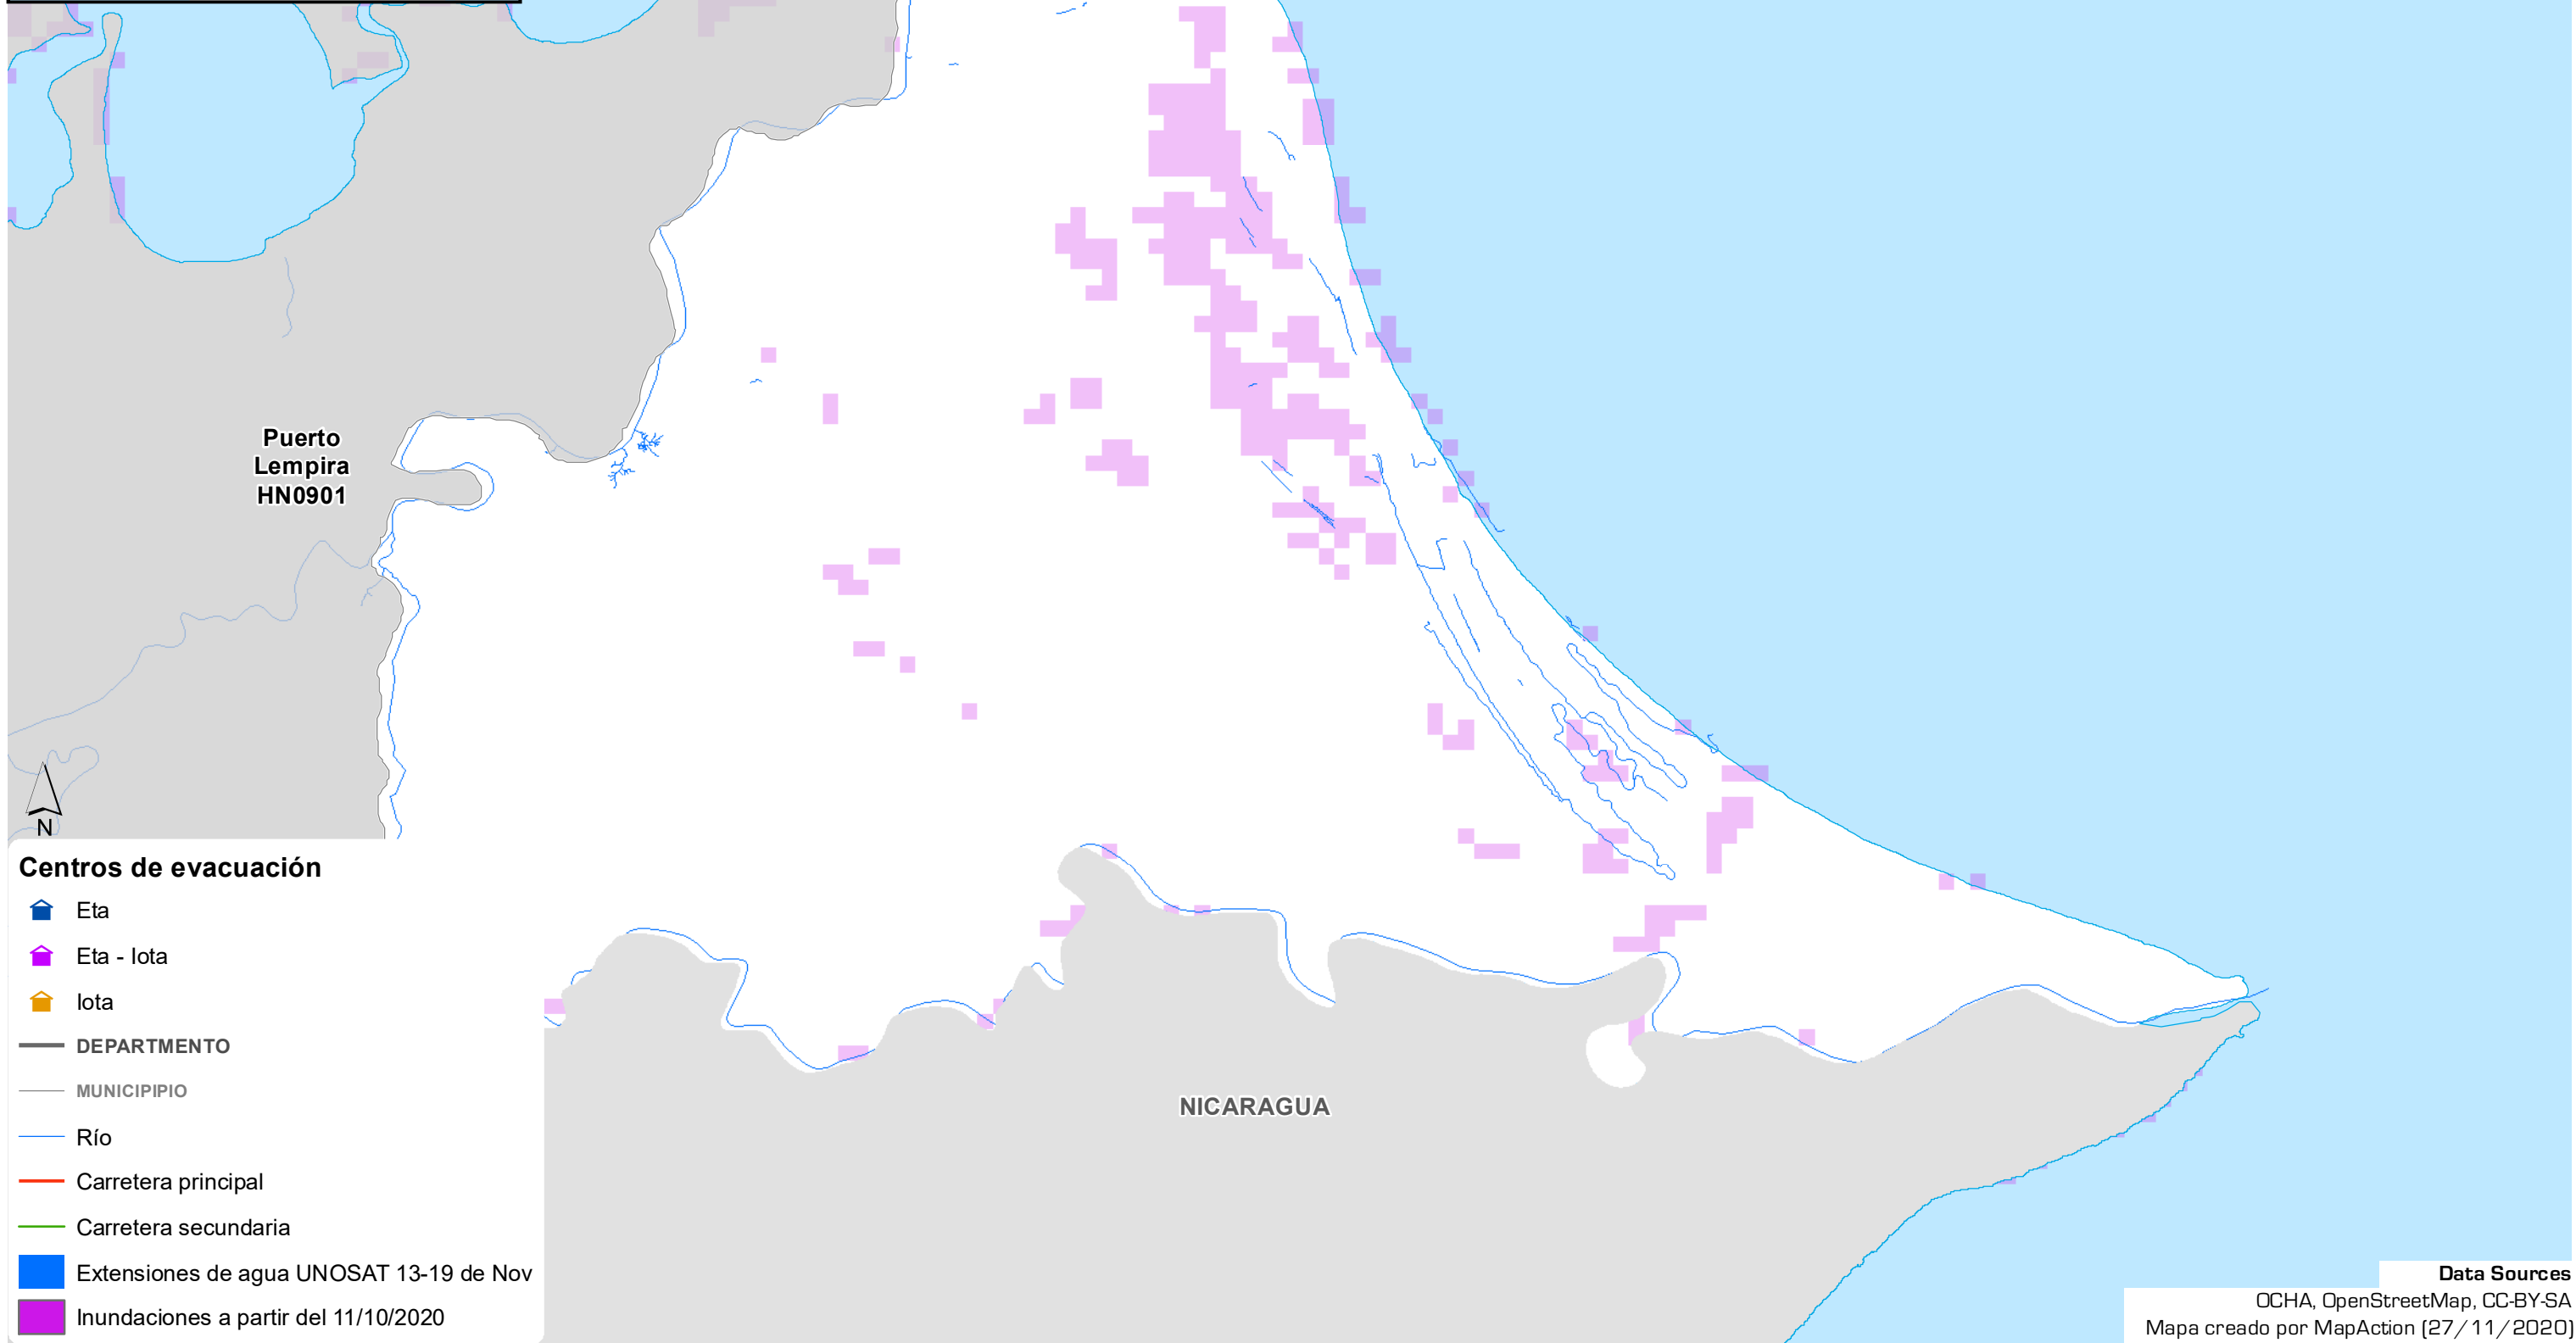 Puerto
Lempira
HN0901
N
Centros de evacuación
Eta
Eta - Iota
Iota
DEPARTMENTO
MUNICIPIPIO
Río
Carretera principal
Carretera secundaria
Extensiones de agua UNOSAT 13-19 de Nov
Inundaciones a partir del 11/10/2020
NICARAGUA
Data Sources
OCHA, OpenStreetMap, CC-BY-SA
Mapa creado por MapAction (27/11/2020)